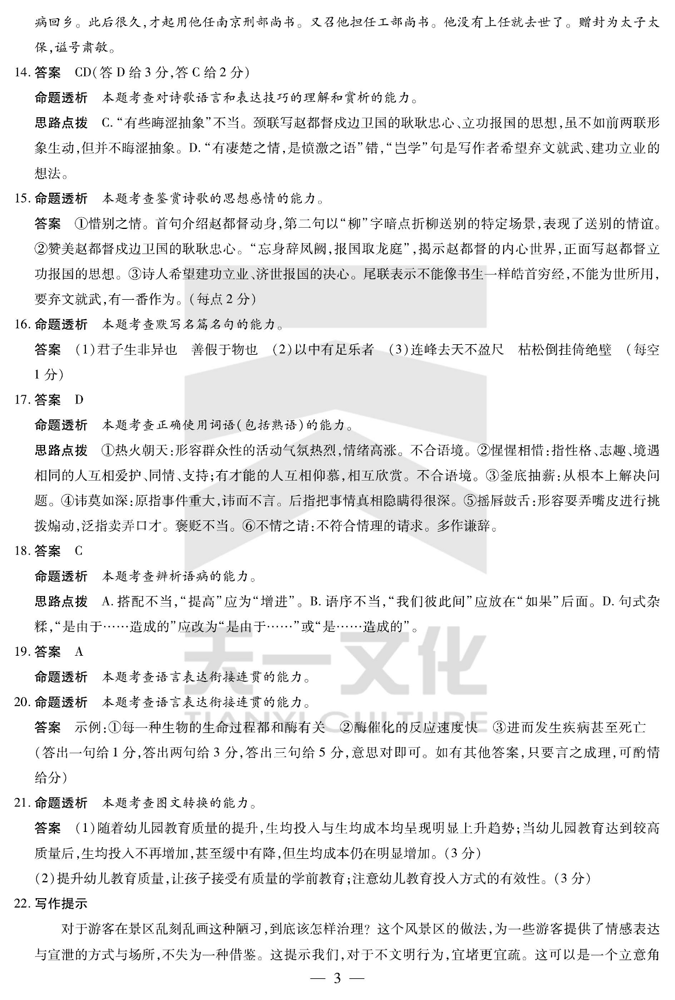 病回乡。此后很久,才起用他任南京刑部尚书。又召他担任工部尚书。他没有上任就去世了。赠封为太子太
保,谥号肃敏。
14. 答案　CD(答 D 给 3 分,答 C 给 2 分)
命题透析　本题考查对诗歌语言和表达技巧的理解和赏析的能力。
思路点拨　C. “有些晦涩抽象”不当。颈联写赵都督戍边卫国的耿耿忠心、立功报国的思想,虽不如前两联形
象生动,但并不晦涩抽象。D. “有凄楚之情,是愤激之语”错,“岂学”句是写作者希望弃文就武、建功立业的
想法。
15. 命题透析　本题考查鉴赏诗歌的思想感情的能力。
答案　①惜别之情。首句介绍赵都督动身,第二句以“柳”字暗点折柳送别的特定场景,表现了送别的情谊。
②赞美赵都督戍边卫国的耿耿忠心。“忘身辞凤阙,报国取龙庭”,揭示赵都督的内心世界,正面写赵都督立
功报国的思想。③诗人希望建功立业、济世报国的决心。尾联表示不能像书生一样皓首穷经,不能为世所用,
要弃文就武,有一番作为。(每点 2 分)
16. 命题透析　本题考查默写名篇名句的能力。
答案　(1)君子生非异也　善假于物也　(2)以中有足乐者　(3)连峰去天不盈尺　枯松倒挂倚绝壁　(每空
1 分)
17. 答案　D
命题透析　本题考查正确使用词语(包括熟语)的能力。
思路点拨　①热火朝天:形容群众性的活动气氛热烈,情绪高涨。不合语境。②惺惺相惜:指性格、志趣、境遇
相同的人互相爱护、同情、支持;有才能的人互相仰慕,相互欣赏。不合语境。③釜底抽薪:从根本上解决问
题。④讳莫如深:原指事件重大,讳而不言。后指把事情真相隐瞒得很深。⑤摇唇鼓舌:形容耍弄嘴皮进行挑
拨煽动,泛指卖弄口才。褒贬不当。⑥不情之请:不符合情理的请求。多作谦辞。
18. 答案　C
命题透析　本题考查辨析语病的能力。
思路点拨　A. 搭配不当,“提高”应为“增进”。B. 语序不当,“我们彼此间”应放在“如果”后面。D. 句式杂
糅,“是由于……造成的”应改为“是由于……”或“是……造成的”。
19. 答案　A
命题透析　本题考查语言表达衔接连贯的能力。
20. 命题透析　本题考查语言表达衔接连贯的能力。
答案　示例:①每一种生物的生命过程都和酶有关　②酶催化的反应速度快　③进而发生疾病甚至死亡
(答出一句给 1 分,答出两句给 3 分,答出三句给 5 分,意思对即可。如有其他答案,只要言之成理,可酌情
给分)
21. 命题透析　本题考查图文转换的能力。
答案　(1)随着幼儿园教育质量的提升,生均投入与生均成本均呈现明显上升趋势;当幼儿园教育达到较高
质量后,生均投入不再增加,甚至缓中有降,但生均成本仍在明显增加。(3 分)
(2)提升幼儿教育质量,让孩子接受有质量的学前教育;注意幼儿教育投入方式的有效性。(3 分)
22. 写作提示
对于游客在景区乱刻乱画这种陋习,到底该怎样治理? 这个风景区的做法,为一些游客提供了情感表达
与宣泄的方式与场所,不失为一种借鉴。这提示我们,对于不文明行为,宜堵更宜疏。这可以是一个立意角
— 3 —
天一文化
TIANYI CULTURE